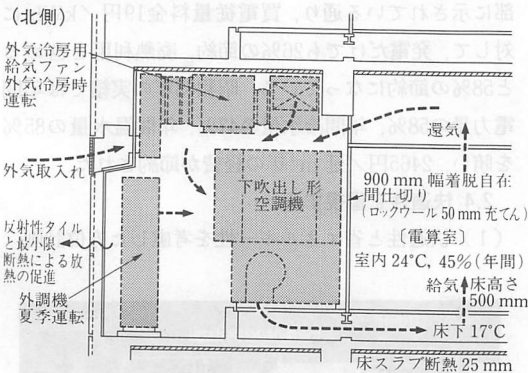 (北側)
外気冷房用
給気ファン
外気冷房時
運転
外気取入れ
反射性タイル
と最小限
断熱による放
熱の促進
外調機
夏季運転
下吹出し形
空調機
還気
900 mm 幅着脱自在
間仕切り
(ロックウール 50 mm 充てん)
〔電算室〕
室内 24°C, 45%(年間)
給気
床高さ
500 mm
床下 17°C
床スラブ断熱 25 mm